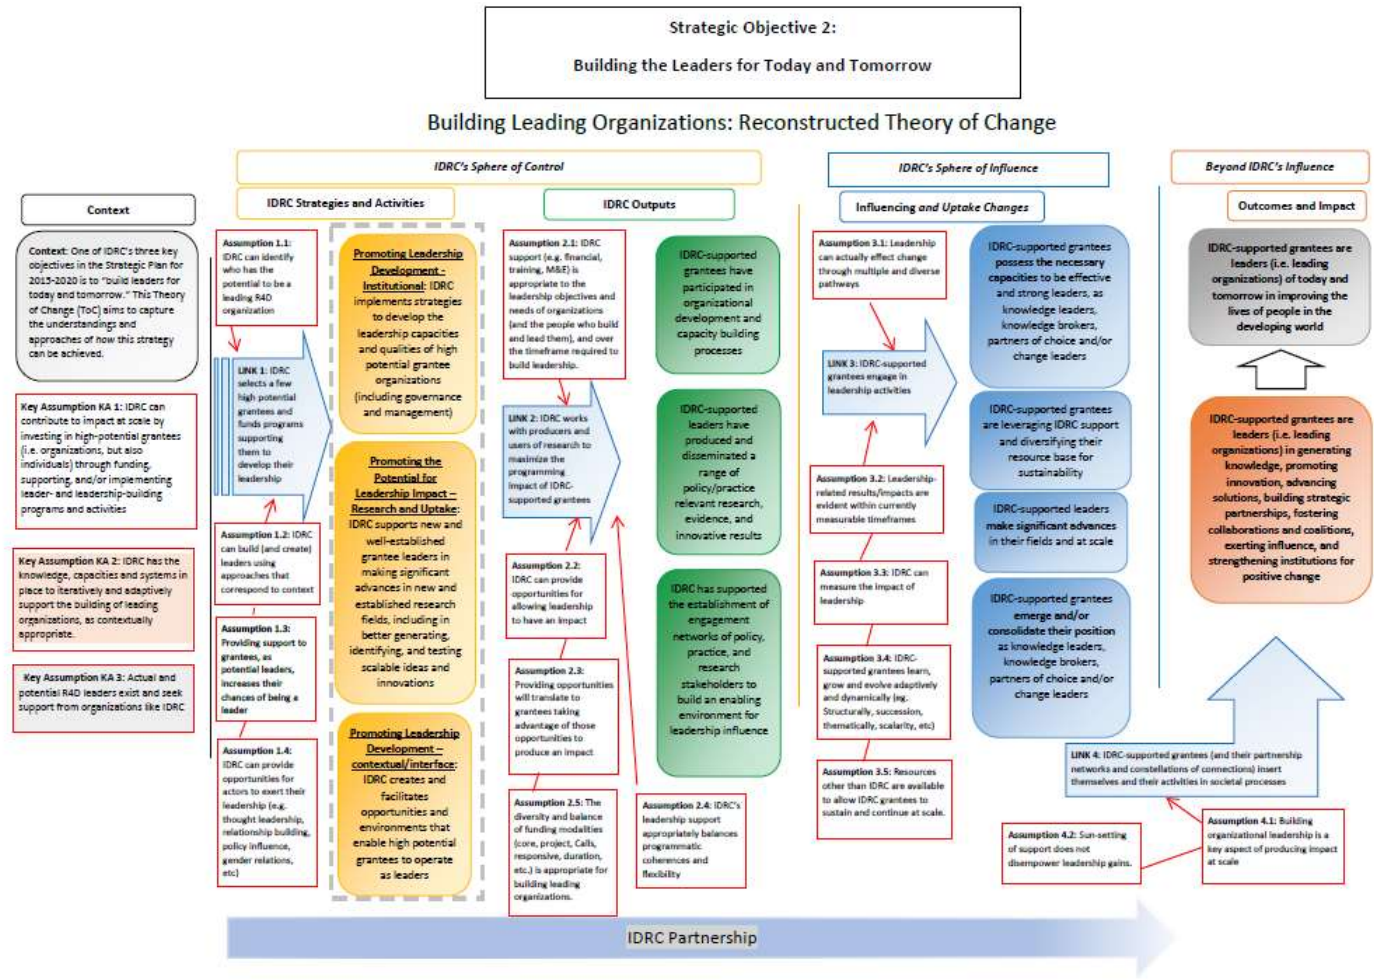 Strategic Objective 2:
Building the Leaders for Today and Tomorrow
Building Leading Organizations: Reconstructed Theory of Change
IDRC's Sphere of Control
IDRC's Sphere of Influence
Beyond IDRC's Influence
Context
IDRC Strategies and Activities
IDRC Outputs
Influencing and Uptake Changes
Outcomes and Impact
Context: One of IDRC's three key
objectives in the Strategic Plan for
2015-2020 is to "build leaders for
today and tomorrow." This Theory
of Change (ToC) aims to capture
the understandings and
approaches of how this strategy
can be achieved.
Key Assumption KA 1: IDRC can
contribute to impact at scale by
investing in high-potential grantees
(i.e. organizations, but also
individuals) through funding,
supporting, and/or implementing
leader- and leadership-building
programs and activities
Key Assumption KA 2: IDRC has the
knowledge, capacities and systems in
place to iteratively and adaptively
support the building of leading
organizations, as contextually
appropriate.
Key Assumption KA 3: Actual and
potential R4D leaders exist and seek
support from organizations like IDRC
Assumption 1.1:
IDRC can identify
who has the
potential to be a
leading R4D
organization
LINK 1: IDRC
selects a few
high potential
grantees and
funds programs
supporting
them to
develop their
leadership
Assumption 1.2: IDRC
can build (and create)
leaders using
approaches that
correspond to context
Assumption 1.3:
Providing support to
grantees, as
potential leaders,
increases their
chances of being a
leader
Assumption 1.4:
IDRC can provide
opportunities for
actors to exert their
leadership (e.g.
thought leadership,
relationship building,
policy influence,
gender relations,
etc)
Promoting Leadership
Development -
Institutional: IDRC
implements strategies
to develop the
leadership capacities
and qualities of high
potential grantee
organizations
(including governance
and management)
Promoting the
Potential for
Leadership Impact –
Research and Uptake:
IDRC supports new and
well-established
grantee leaders in
making significant
advances in new and
established research
fields, including in
better generating,
identifying, and testing
scalable ideas and
innovations
Promoting Leadership
Development –
contextual/interface:
IDRC creates and
facilitates
opportunities and
environments that
enable high potential
grantees to operate
as leaders
Assumption 2.1: IDRC
support (e.g. financial,
training, M&E) is
appropriate to the
leadership objectives and
needs of organizations
(and the people who build
and lead them), and over
the timeframe required to
build leadership.
LINK 2: IDRC works
with producers and
users of research to
maximize the
programming
impact of IDRC-
supported grantees
Assumption 2.2:
IDRC can provide
opportunities for
allowing leadership
to have an impact
Assumption 2.3:
Providing opportunities
will translate to
grantees taking
advantage of those
opportunities to
produce an impact
Assumption 2.5: The
diversity and balance
of funding modalities
(core, project, Calls,
responsive, duration,
etc.) is appropriate for
building leading
organizations.
Assumption 2.4: IDRC's
leadership support
appropriately balances
programmatic
coherences and
flexibility
IDRC-supported
grantees have
participated in
organizational
development and
capacity building
processes
IDRC-supported
leaders have
produced and
disseminated a
range of
policy/practice
relevant research,
evidence, and
innovative results
IDRC has supported
the establishment of
engagement
networks of policy,
practice, and
research
stakeholders to
build an enabling
environment for
leadership influence
Assumption 3.1: Leadership
can actually effect change
through multiple and diverse
pathways
LINK 3: IDRC-supported
grantees engage in
leadership activities
Assumption 3.2: Leadership-
related results/impacts are
evident within currently
measurable timeframes
Assumption 3.3: IDRC can
measure the impact of
leadership
Assumption 3.4: IDRC-
supported grantees learn,
grow and evolve adaptively
and dynamically (eg.
Structurally, succession,
thematically, scalarity, etc)
Assumption 3.5: Resources
other than IDRC are available
to allow IDRC grantees to
sustain and continue at scale.
IDRC-supported grantees
possess the necessary
capacities to be effective
and strong leaders, as
knowledge leaders,
knowledge brokers,
partners of choice and/or
change leaders
IDRC-supported grantees
are leveraging IDRC support
and diversifying their
resource base for
sustainability
IDRC-supported leaders
make significant advances
in their fields and at scale
IDRC-supported grantees
emerge and/or
consolidate their position
as knowledge leaders,
knowledge brokers,
partners of choice and/or
change leaders
IDRC-supported grantees are
leaders (i.e. leading
organizations) of today and
tomorrow in improving the
lives of people in the
developing world
IDRC-supported grantees are
leaders (i.e. leading
organizations) in generating
knowledge, promoting
innovation, advancing
solutions, building strategic
partnerships, fostering
collaborations and coalitions,
exerting influence, and
strengthening institutions for
positive change
LINK 4: IDRC-supported grantees (and their partnership
networks and constellations of connections) insert
themselves and their activities in societal processes
Assumption 4.2: Sun-setting
of support does not
disempower leadership gains.
Assumption 4.1: Building
organizational leadership is a
key aspect of producing impact
at scale
IDRC Partnership